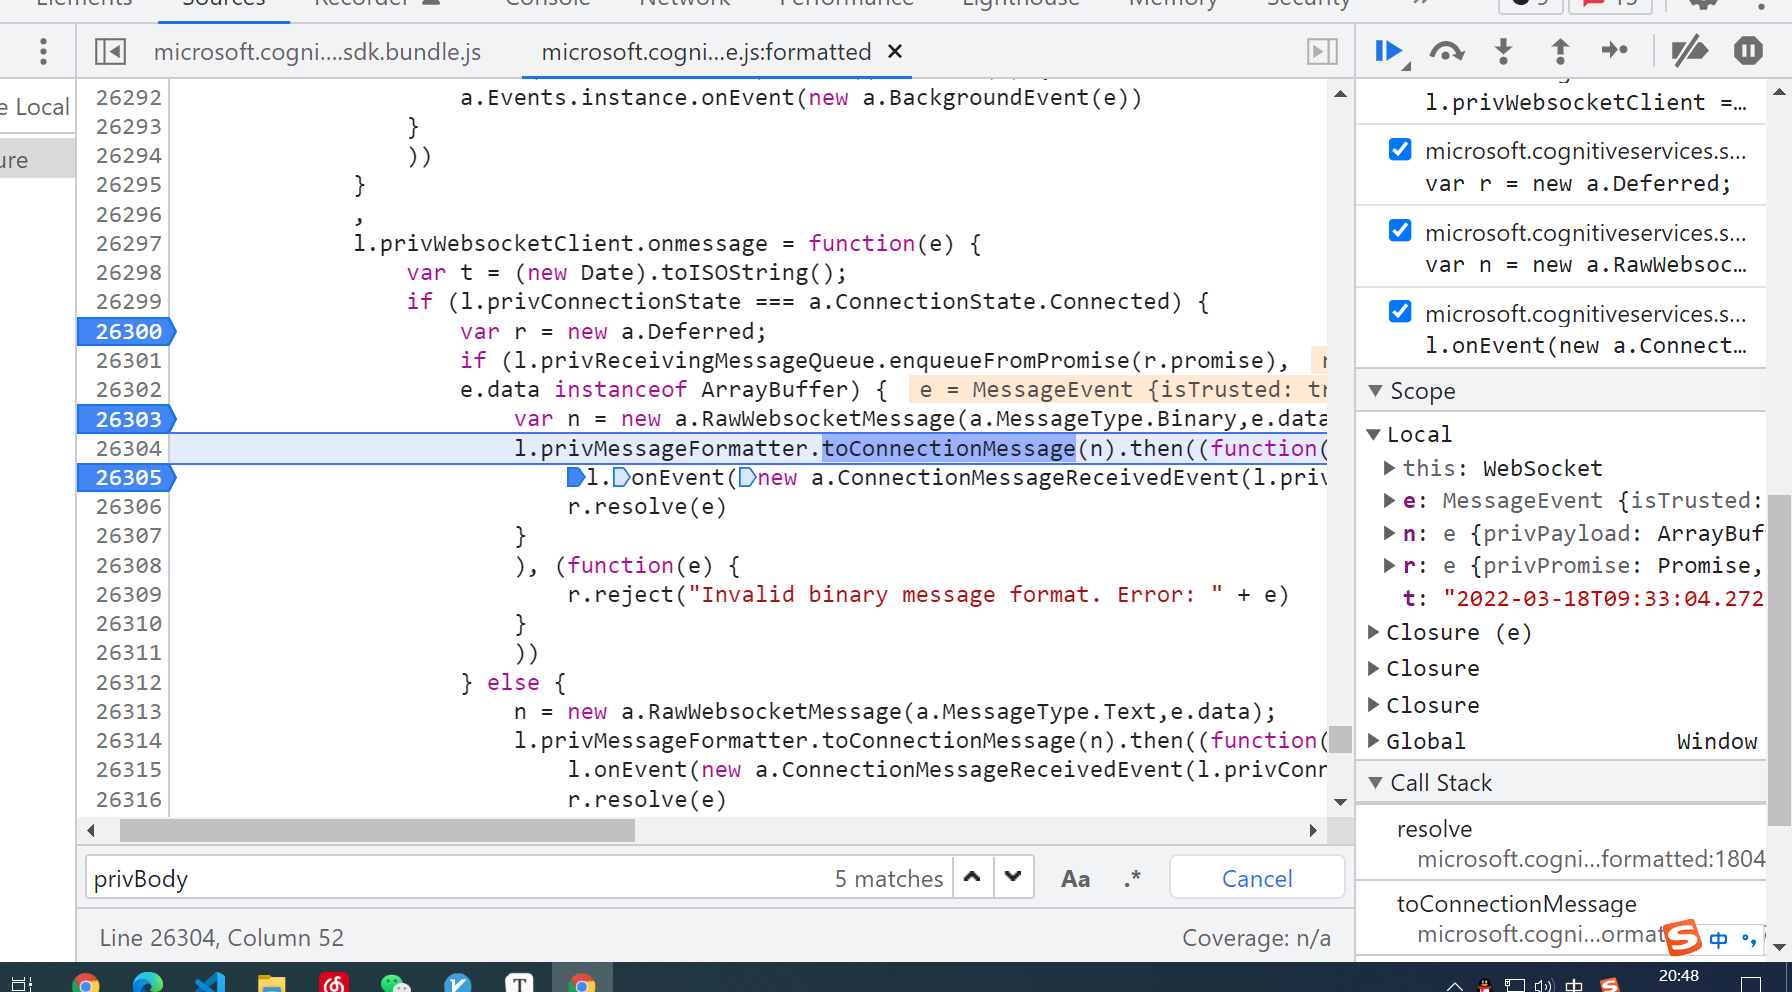 Elements Sources Recorder Console Network Performance Lighthouse Memory Security
microsoft.cogni....sdk.bundle.js microsoft.cogni...e.js:formatted
e Local
ure
26292 a.Events.instance.onEvent(new a.BackgroundEvent(e))
26293 }
26294 ))
26295 }
26296 ,
26297 l.privWebsocketClient.onmessage = function(e) {
26298 var t = (new Date).toISOString();
26299 if (l.privConnectionState === a.ConnectionState.Connected) {
26300 var r = new a.Deferred;
26301 if (l.privReceivingMessageQueue.enqueueFromPromise(r.promise), r
26302 e.data instanceof ArrayBuffer) { e = MessageEvent {isTrusted: tr
26303 var n = new a.RawWebsocketMessage(a.MessageType.Binary,e.data
26304 l.privMessageFormatter.toConnectionMessage(n).then((function(
26305 l.onEvent(new a.ConnectionMessageReceivedEvent(l.priv
26306 r.resolve(e)
26307 }
26308 ), (function(e) {
26309 r.reject("Invalid binary message format. Error: " + e)
26310 }
26311 ))
26312 } else {
26313 n = new a.RawWebsocketMessage(a.MessageType.Text,e.data);
26314 l.privMessageFormatter.toConnectionMessage(n).then((function(
26315 l.onEvent(new a.ConnectionMessageReceivedEvent(l.privConn
26316 r.resolve(e)
privBody 5 matches Aa .* Cancel
Line 26304, Column 52 Coverage: n/a
l.privWebsocketClient =…
microsoft.cognitiveservices.s…
var r = new a.Deferred;
microsoft.cognitiveservices.s…
var n = new a.RawWebsoc…
microsoft.cognitiveservices.s…
l.onEvent(new a.Connect…
Scope
Local
this: WebSocket
e: MessageEvent {isTrusted:
n: e {privPayload: ArrayBuf
r: e {privPromise: Promise,
t: "2022-03-18T09:33:04.272
Closure (e)
Closure
Closure
Global Window
Call Stack
resolve
microsoft.cogni…formatted:1804
toConnectionMessage
microsoft.cogni…ormat
中
20:48
中